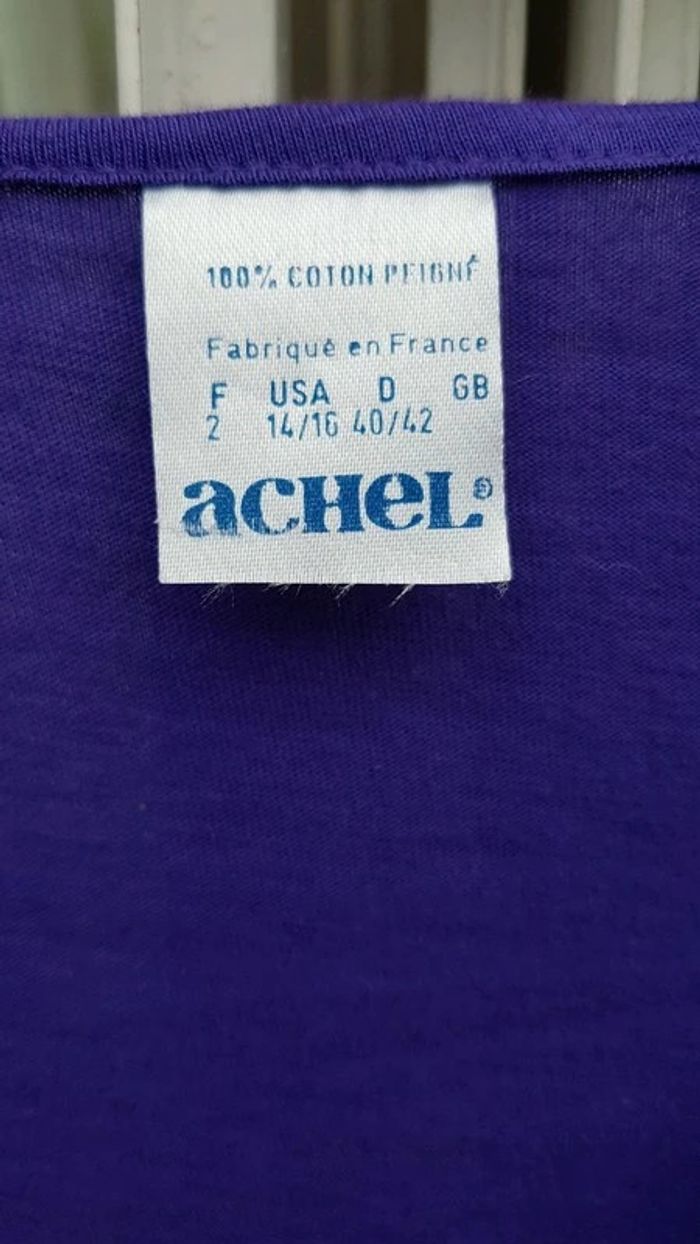 100% COTON PEIGNÉ
Fabriqué en France
F USA D GB
2 14/16 40/42
acHeL®